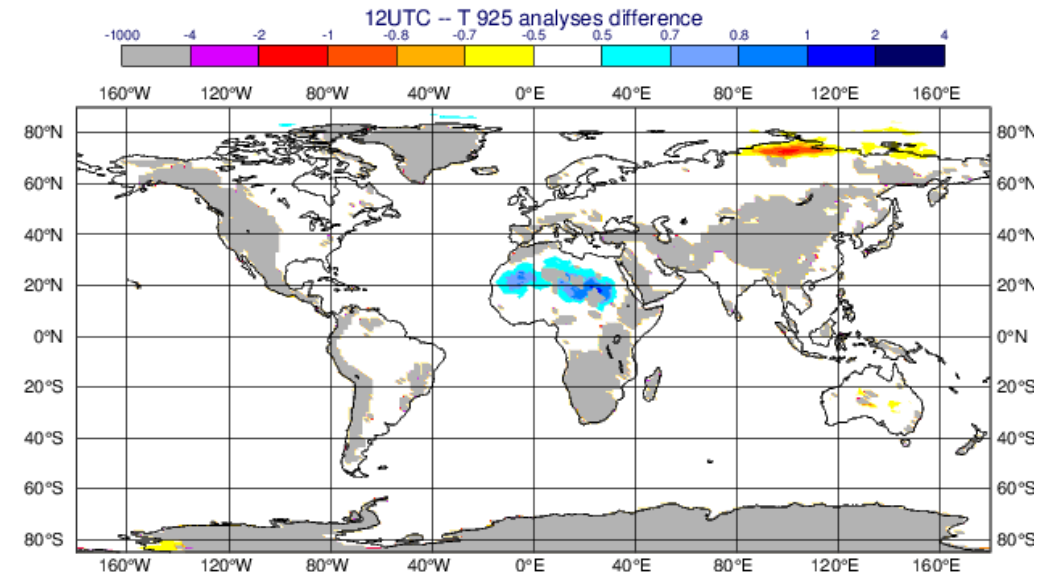 12UTC -- T 925 analyses difference
-1000 -4 -2 -1 -0.8 -0.7 -0.5 0.5 0.7 0.8 1 2 4
160°W 120°W 80°W 40°W 0°E 40°E 80°E 120°E 160°E
80°N 80°N
60°N 60°N
40°N 40°N
20°N 20°N
0°N 0°N
20°S 20°S
40°S 40°S
60°S 60°S
80°S 80°S
160°W 120°W 80°W 40°W 0°E 40°E 80°E 120°E 160°E